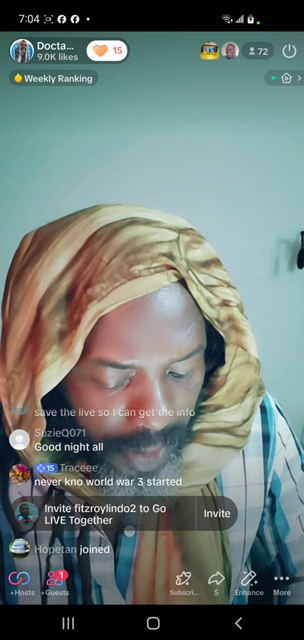 7:04
Docta...
15
9.0K likes
10
72
Weekly Ranking
save the live so I can get the info
SuzieQ071
Good night all
15 Traceee
never kno world war 3 started
Invite fitzroylindo2 to Go
LIVE Together
Invite
Hopetan joined
1
+Hosts
+Guests
Subscri...
5
Enhance
More